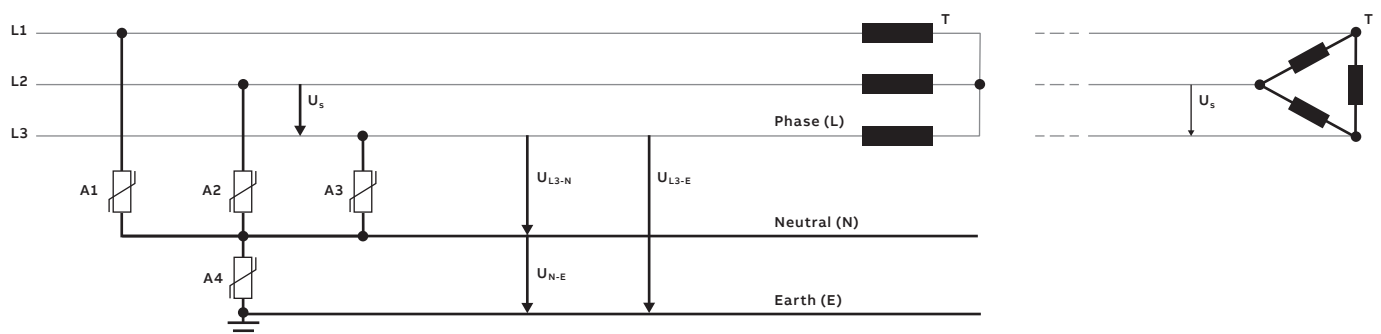 L1
T
T
L2
Us
Us
L3
Phase (L)
A1
A2
A3
UL3-N
UL3-E
Neutral (N)
A4
UN-E
Earth (E)